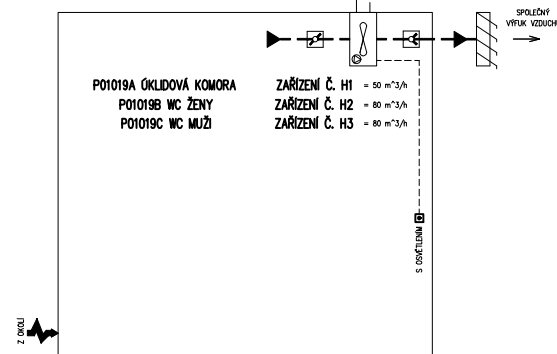 SPOLEČNÝ
VÝFUK VZDUCHU
P01019A ÚKLIDOVÁ KOMORA ZAŘÍZENÍ Č. H1 = 50 m^3/h
P01019B WC ŽENY ZAŘÍZENÍ Č. H2 = 80 m^3/h
P01019C WC MUŽI ZAŘÍZENÍ Č. H3 = 80 m^3/h
S OSVĚTLENÍM
Z OKOLÍ